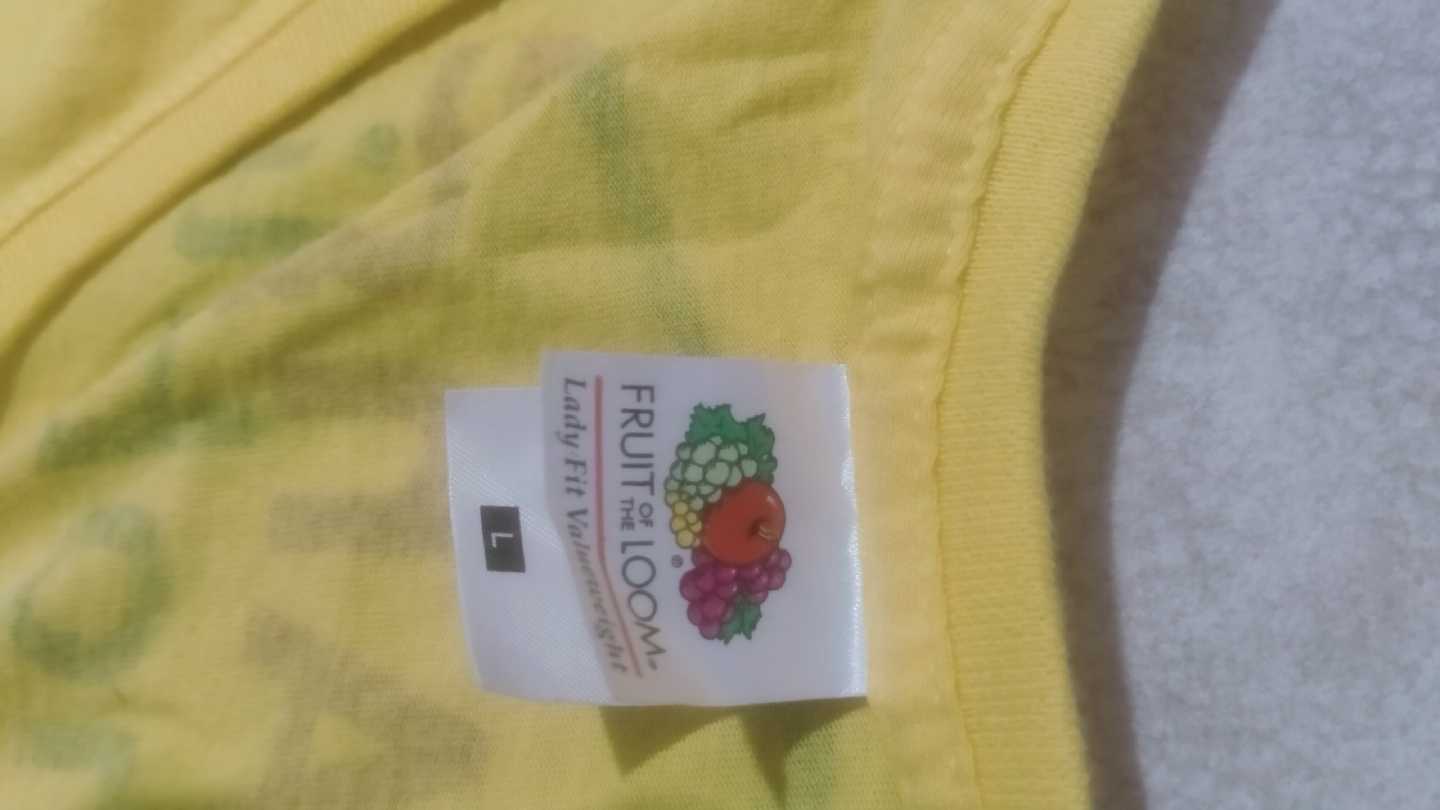 FRUIT OF THE LOOM®
Lady-Fit Valueweight
L